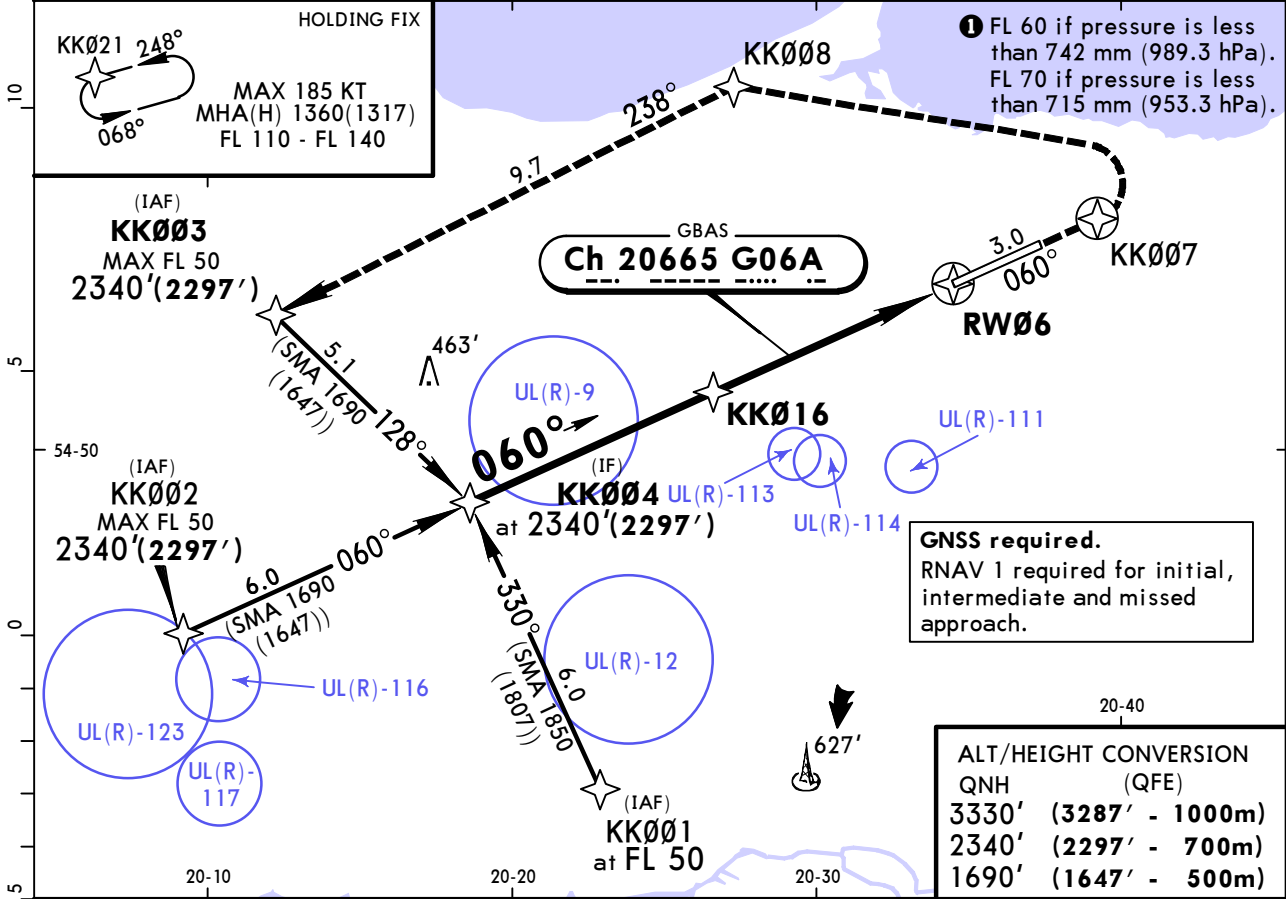 HOLDING FIX
KKØ21
248°
068°
MAX 185 KT
MHA(H) 1360(1317)
FL 110 - FL 140
❶ FL 60 if pressure is less
than 742 mm (989.3 hPa).
FL 70 if pressure is less
than 715 mm (953.3 hPa).
KKØØ8
238°
9.7
10
(IAF)
KKØØ3
MAX FL 50
2340'(2297')
GBAS
Ch 20665 G06A
3.0
060°
KKØØ7
RWØ6
5.1
(SMA 1690
(1647))
128°
463'
5
UL(R)-9
060°
KKØ16
UL(R)-111
54-50
(IF)
KKØØ4
at 2340'(2297')
UL(R)-113
UL(R)-114
(IAF)
KKØØ2
MAX FL 50
2340'(2297')
6.0
060°
(SMA 1690
(1647))
GNSS required.
RNAV 1 required for initial,
intermediate and missed
approach.
0
330°
6.0
(SMA 1850
(1807))
UL(R)-12
UL(R)-116
UL(R)-123
UL(R)-
117
627'
20-40
(IAF)
KKØØ1
at FL 50
ALT/HEIGHT CONVERSION
QNH (QFE)
3330' (3287' - 1000m)
2340' (2297' - 700m)
1690' (1647' - 500m)
5
20-10
20-20
20-30